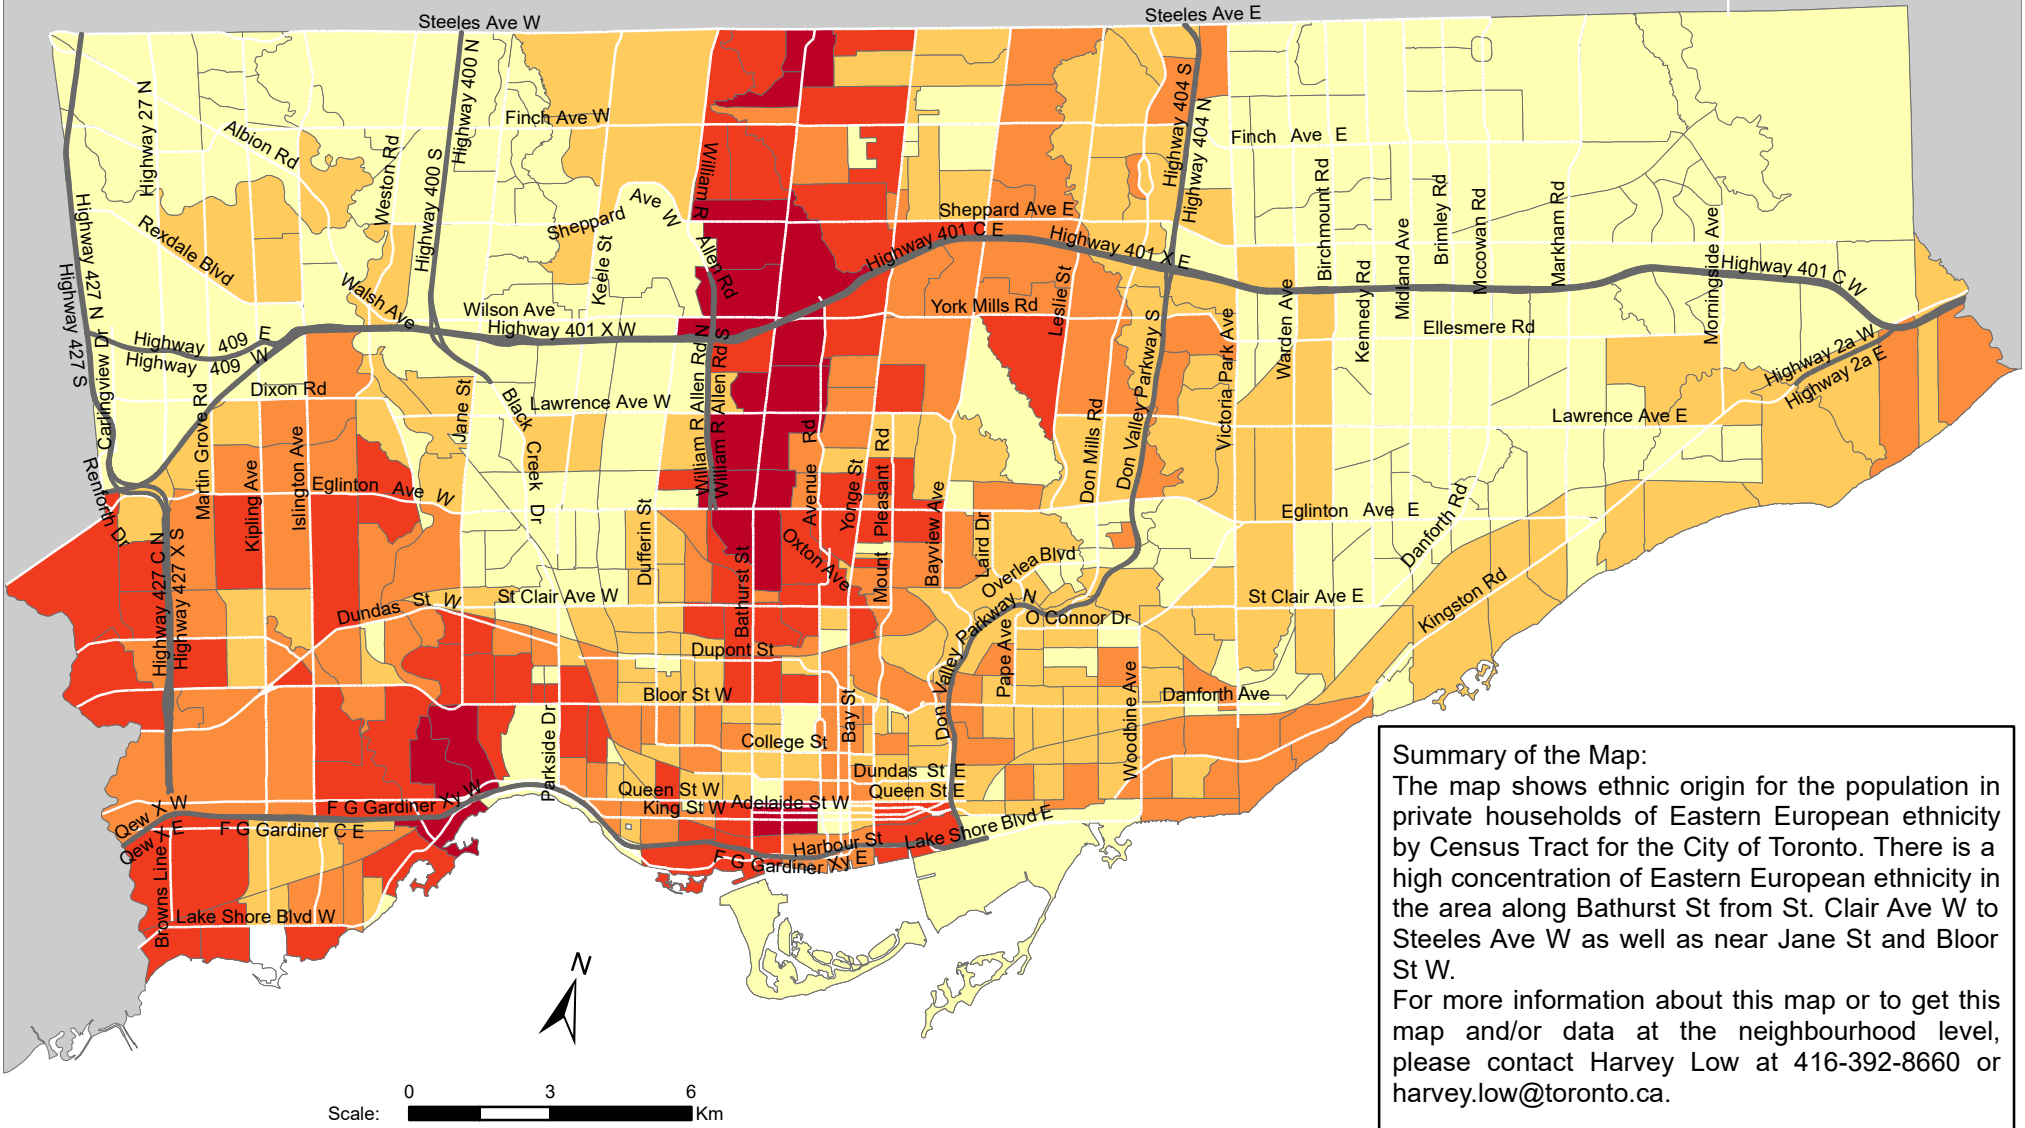 Steeles Ave W
Steeles Ave E
Highway 27 N
Albion Rd
Weston Rd
Highway 400 N
Highway 400 S
Finch Ave W
William R
Allen Rd
Highway 404 S
Highway 404 N
Finch Ave E
Birchmount Rd
Brimley Rd
Mccowan Rd
Markham Rd
Midland Ave
Morningside Ave
Highway 427 N
Highway 427 S
Rexdale Blvd
Walsh Ave
Sheppard Ave W
Keele St
Sheppard Ave E
Highway 401 C E
Highway 401 X E
Highway 401 C W
Wilson Ave
Highway 401 X W
York Mills Rd
Leslie St
Warden Ave
Kennedy Rd
Ellesmere Rd
Highway 409 E
Highway 409 W
Carlingview Dr
Dixon Rd
Jane St
Black Creek Dr
Lawrence Ave W
William R Allen Rd N
William R Allen Rd S
Don Valley Parkway S
Victoria Park Ave
Highway 2a W
Highway 2a E
Lawrence Ave E
Renforth Dr
Martin Grove Rd
Kipling Ave
Islington Ave
Eglinton Ave W
Avenue Rd
Yonge St
Mount Pleasant Rd
Bayview Ave
Laird Dr
Don Mills Rd
Eglinton Ave E
Danforth Rd
Highway 427 C N
Highway 427 X S
Dufferin St
Bathurst St
Oxton Ave
Overlea Blvd
Dundas St W
St Clair Ave W
St Clair Ave E
Kingston Rd
Don Valley Parkway N
O Connor Dr
Dupont St
Pape Ave
Woodbine Ave
Bloor St W
Bay St
Danforth Ave
Parkside Dr
College St
Dundas St E
Queen St W
Queen St E
King St W
Adelaide St W
Qew X W
Qew X E
F G Gardiner Xy W
F G Gardiner C E
Harbour St
Lake Shore Blvd E
F G Gardiner Xy E
Browns Line
Lake Shore Blvd W
N
Scale:
0 3 6
Km
Summary of the Map:
The map shows ethnic origin for the population in
private households of Eastern European ethnicity
by Census Tract for the City of Toronto. There is a
high concentration of Eastern European ethnicity in
the area along Bathurst St from St. Clair Ave W to
Steeles Ave W as well as near Jane St and Bloor
St W.
For more information about this map or to get this
map and/or data at the neighbourhood level,
please contact Harvey Low at 416-392-8660 or
harvey.low@toronto.ca.